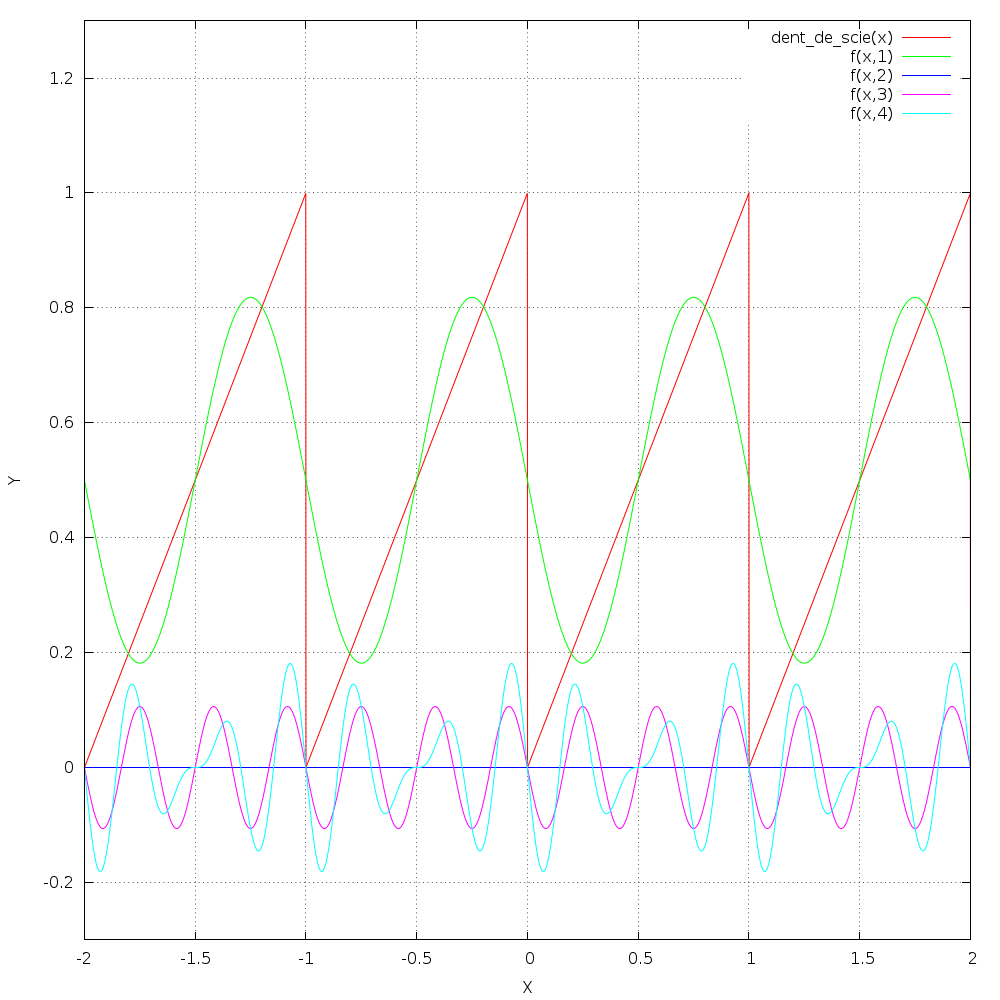 dent_de_scie(x)
f(x,1)
f(x,2)
f(x,3)
f(x,4)
1.2
1
0.8
0.6
0.4
0.2
0
-0.2
Y
-2 -1.5 -1 -0.5 0 0.5 1 1.5 2
X